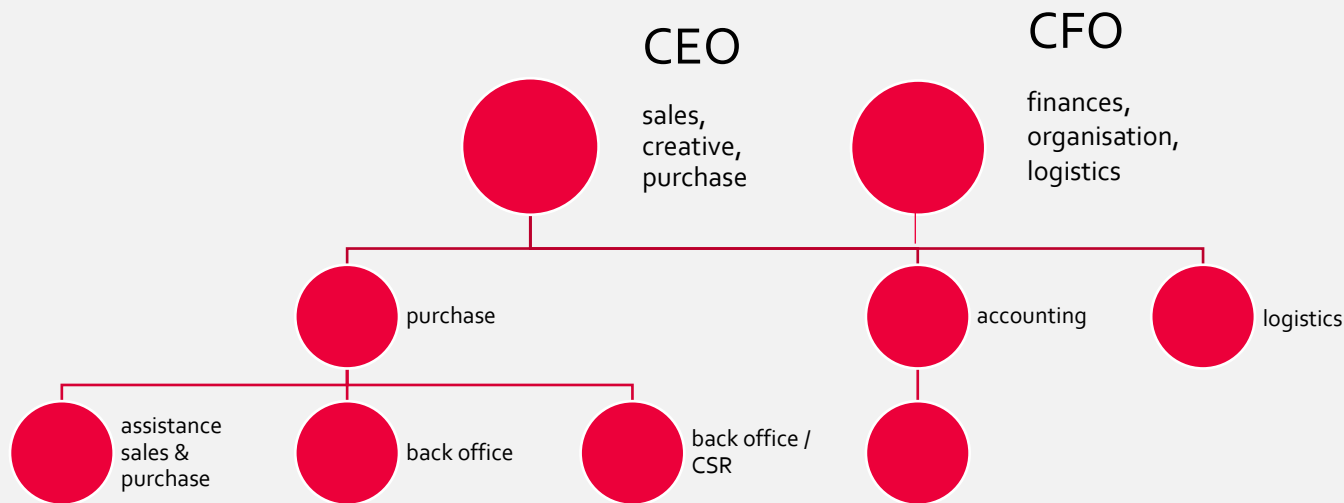 CEO
sales,
creative,
purchase
CFO
finances,
organisation,
logistics
purchase
accounting
logistics
assistance
sales &
purchase
back office
back office /
CSR